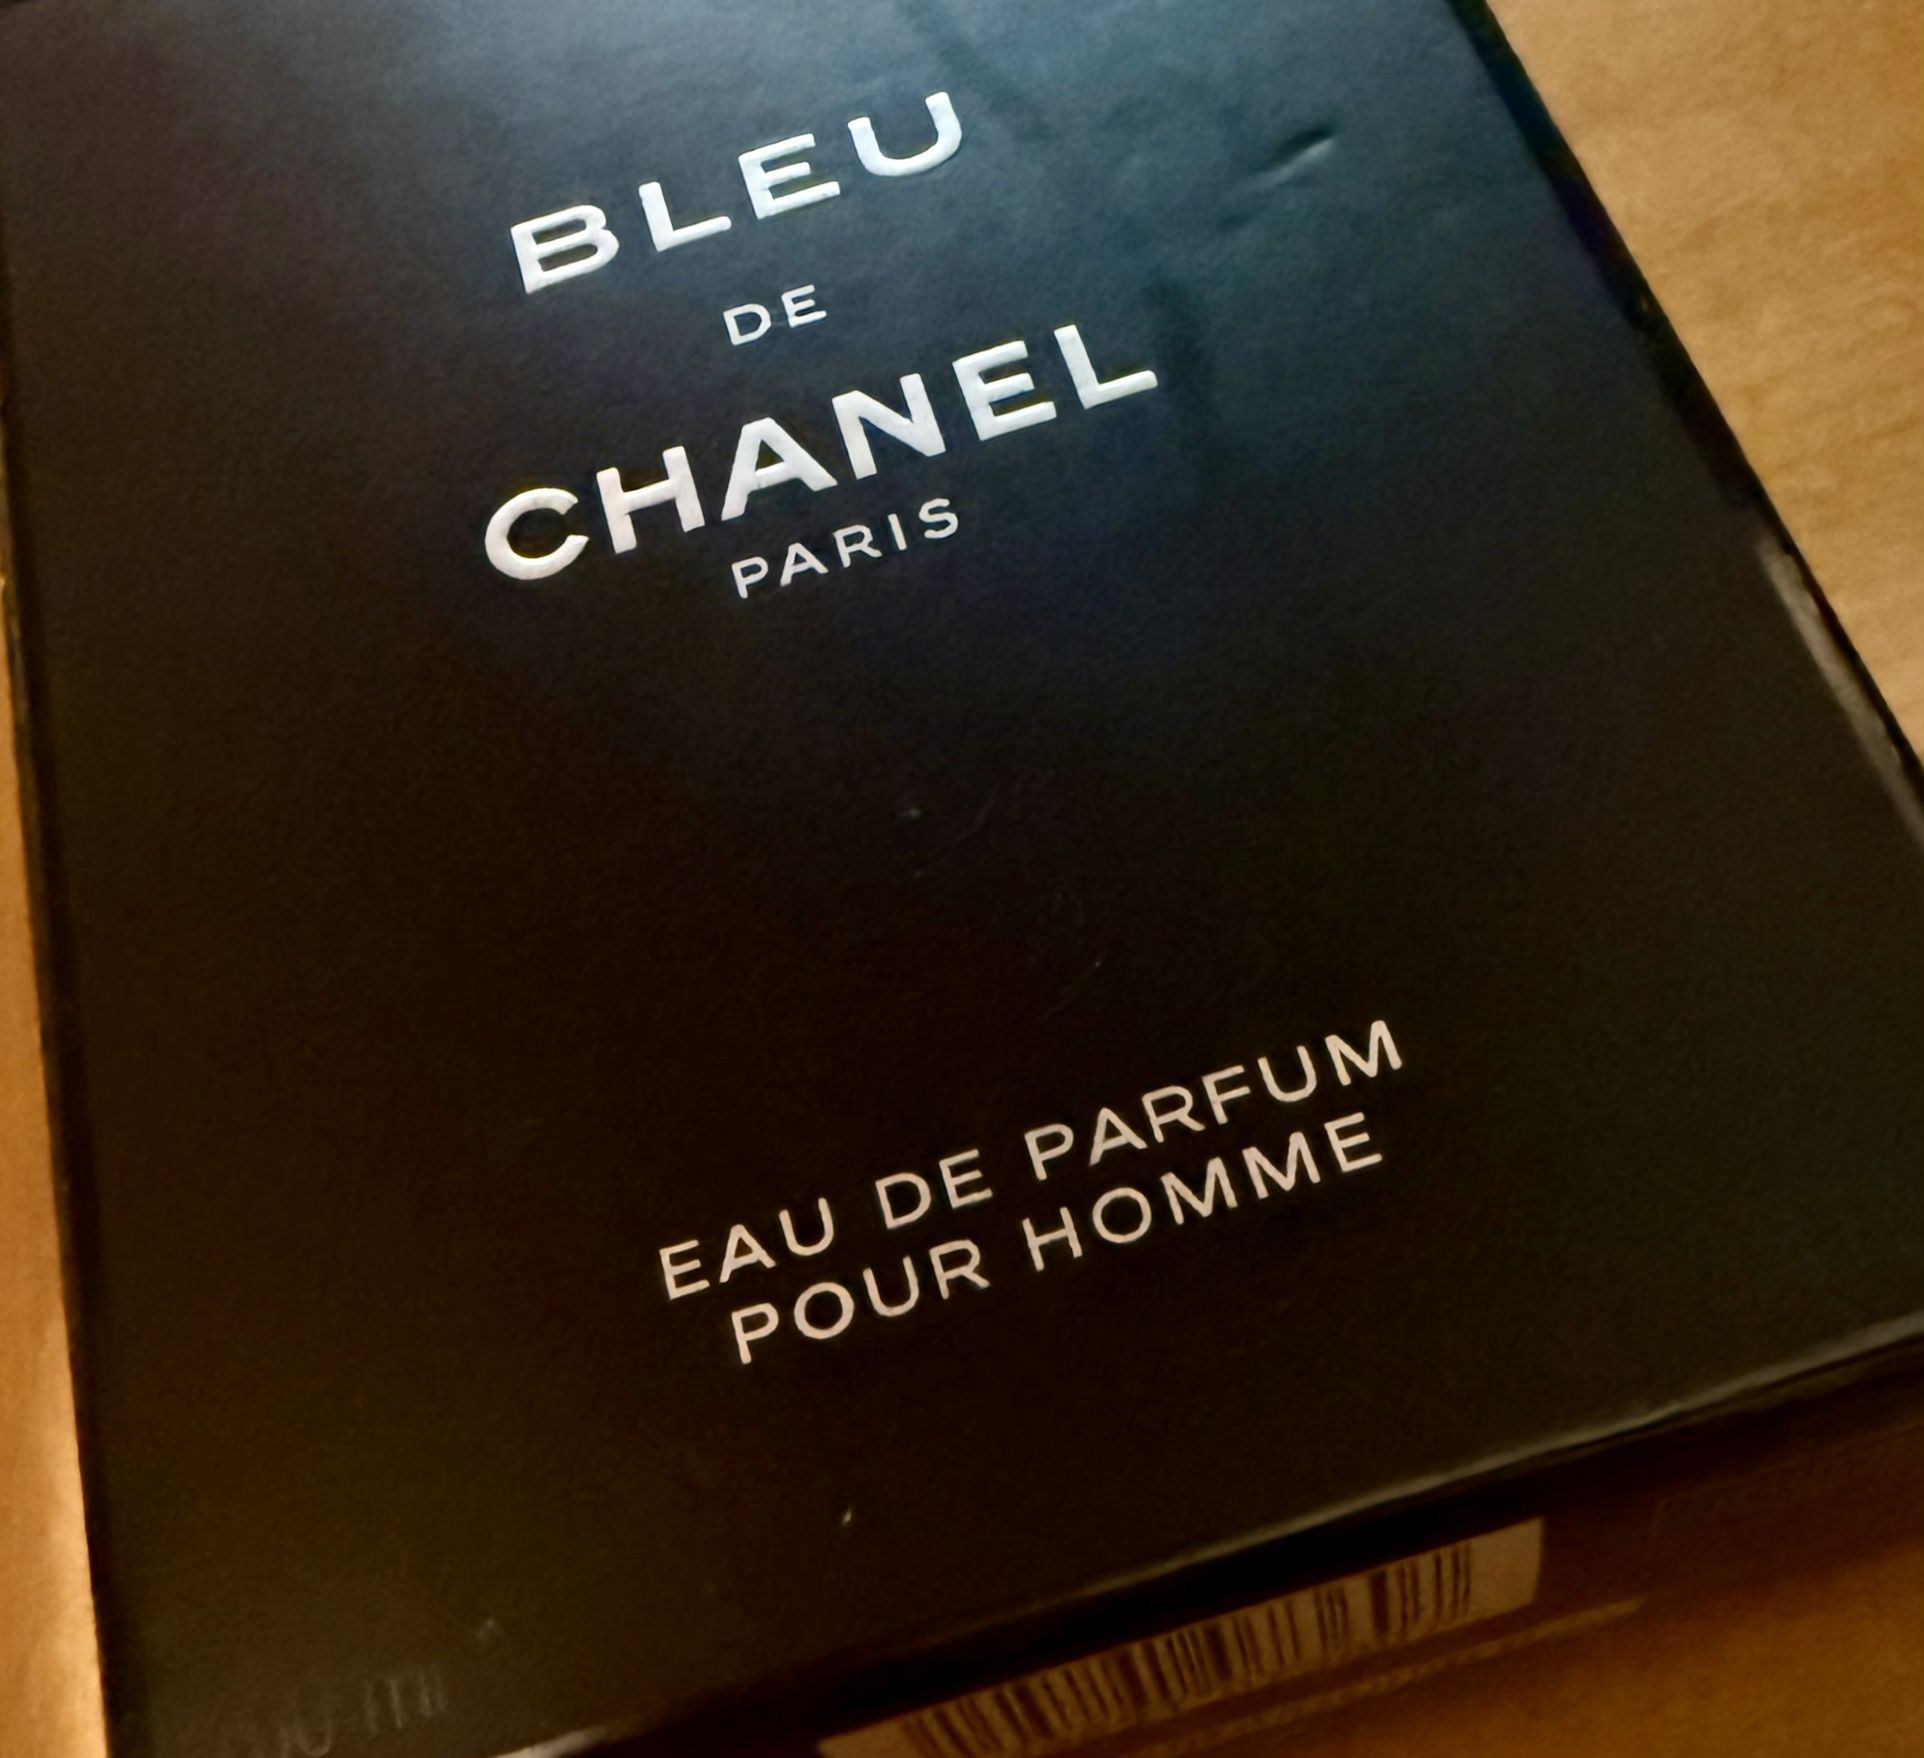 BLEU
DE
CHANEL
PARIS
EAU DE PARFUM
POUR HOMME